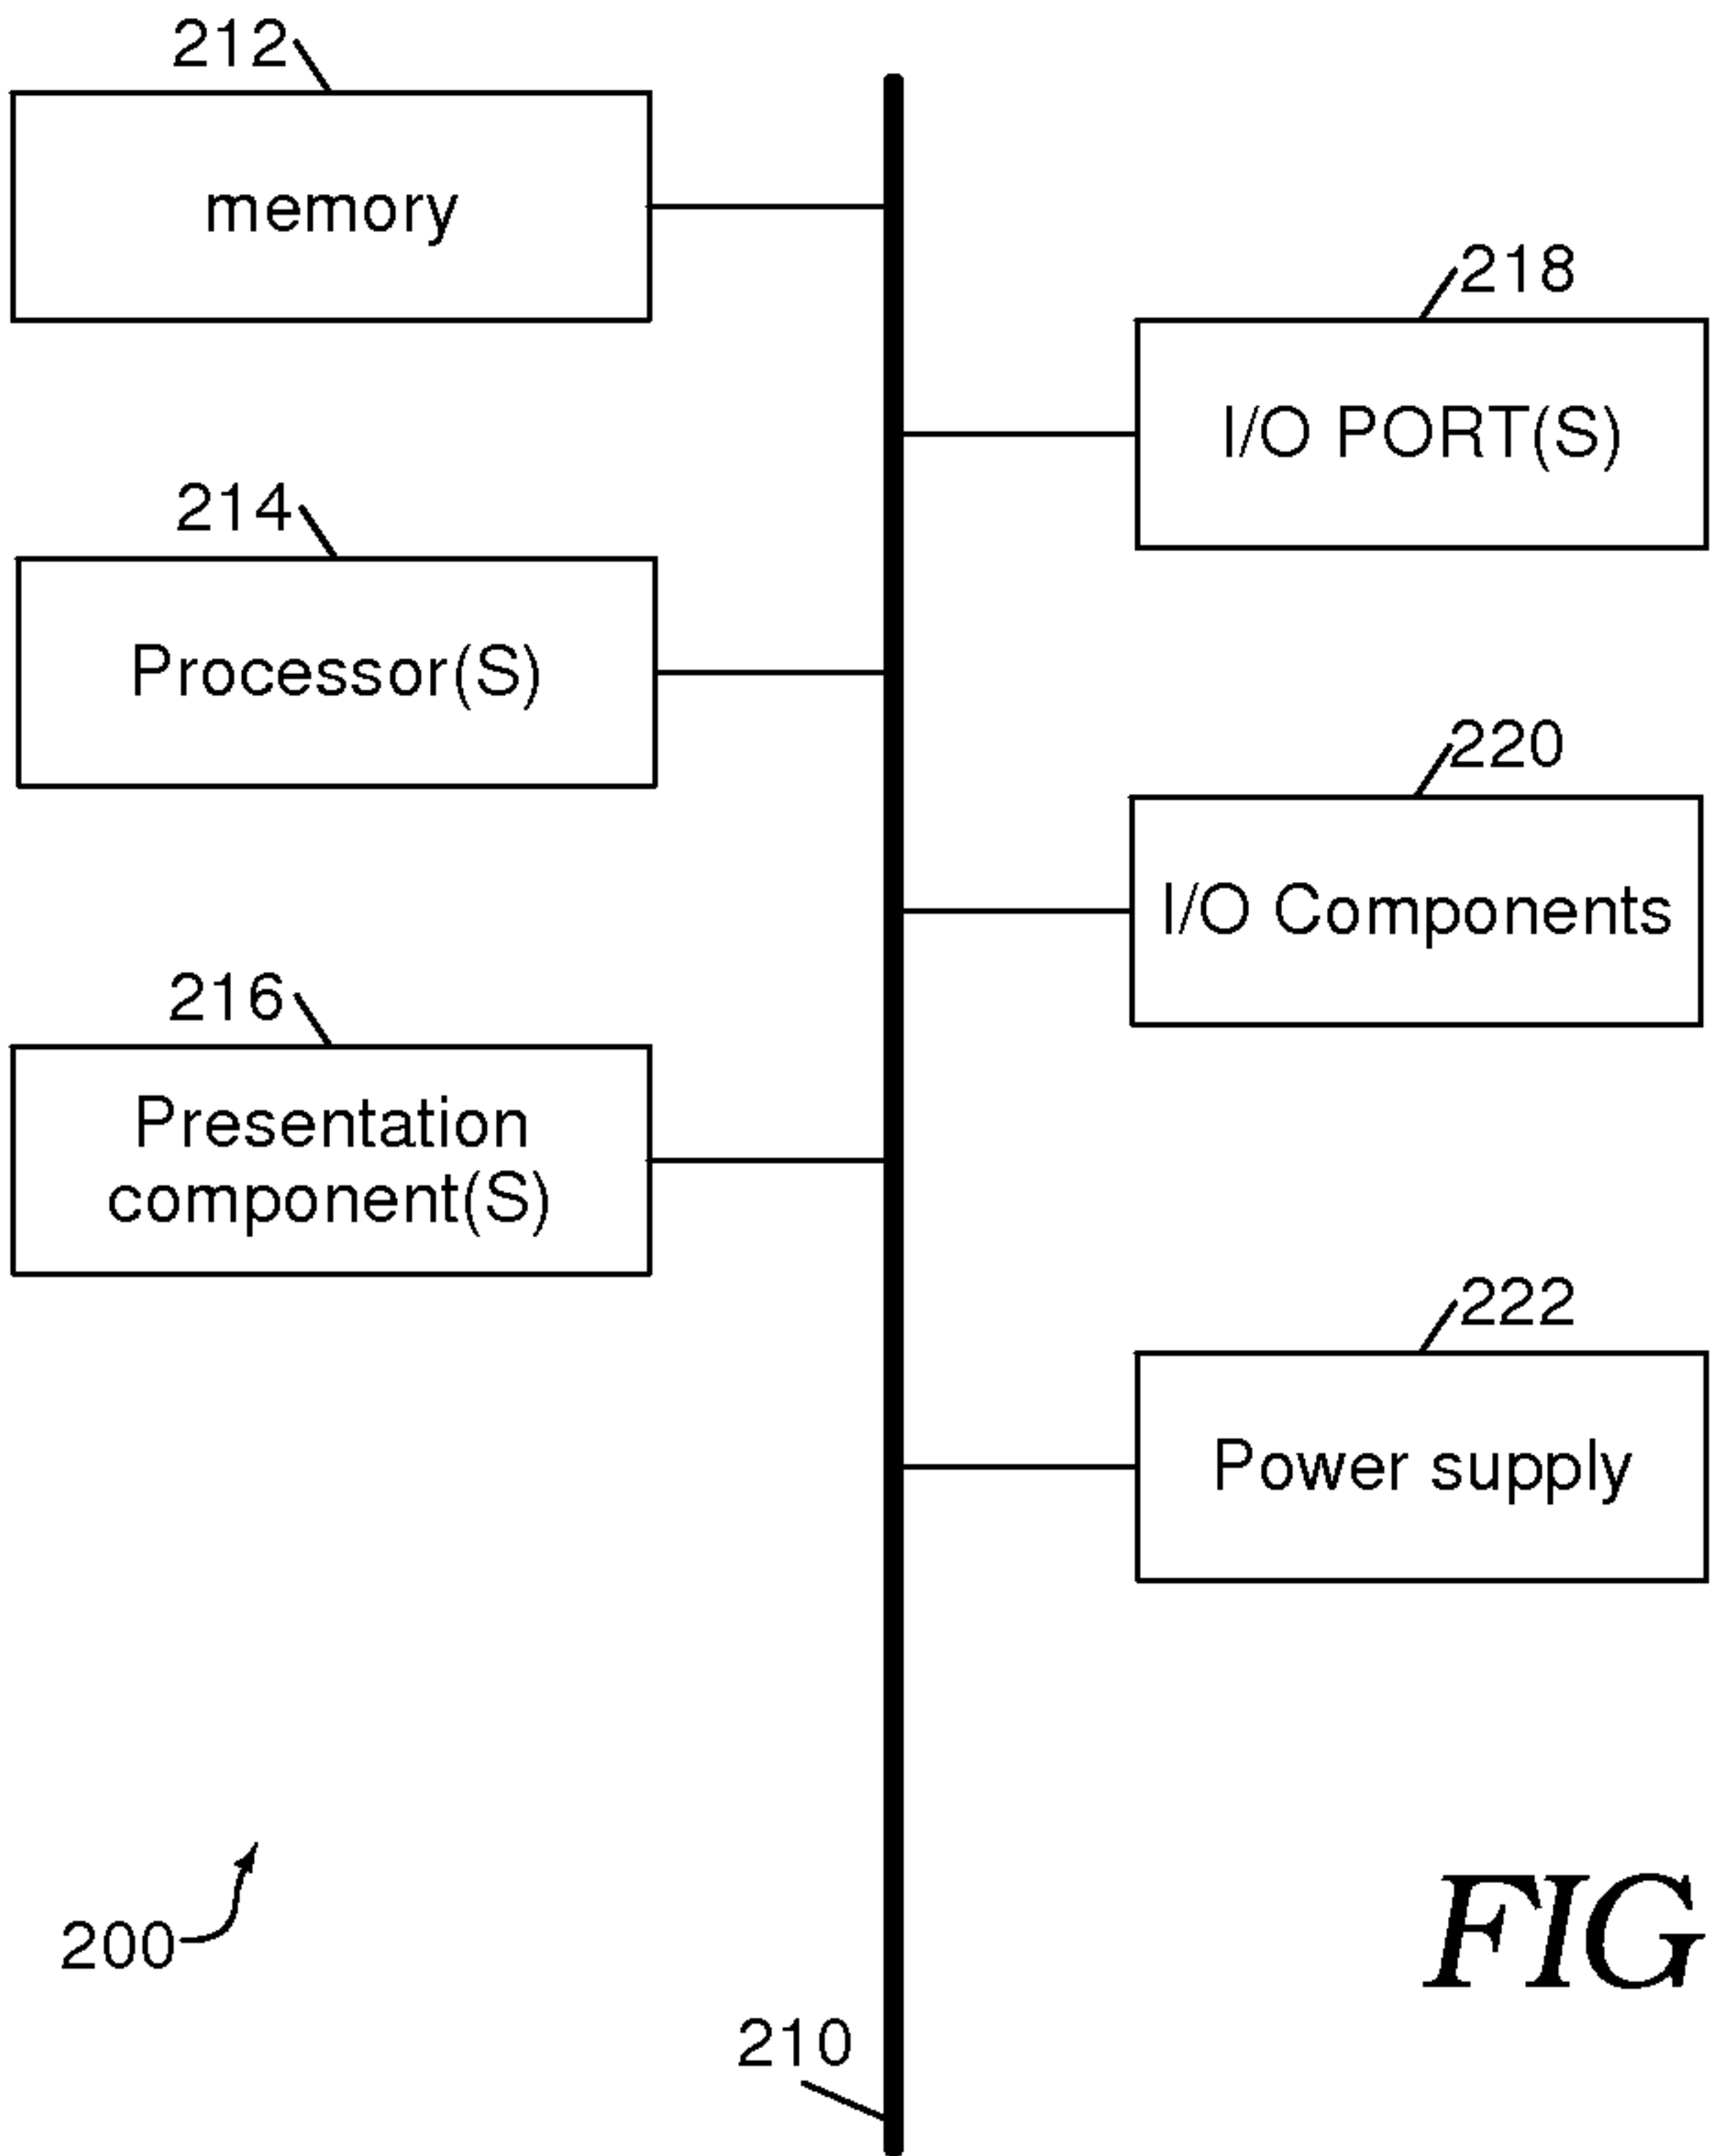 212
memory
218
I/O PORT(S)
214
Processor(S)
220
I/O Components
216
Presentation
component(S)
222
Power supply
200
FIG
210